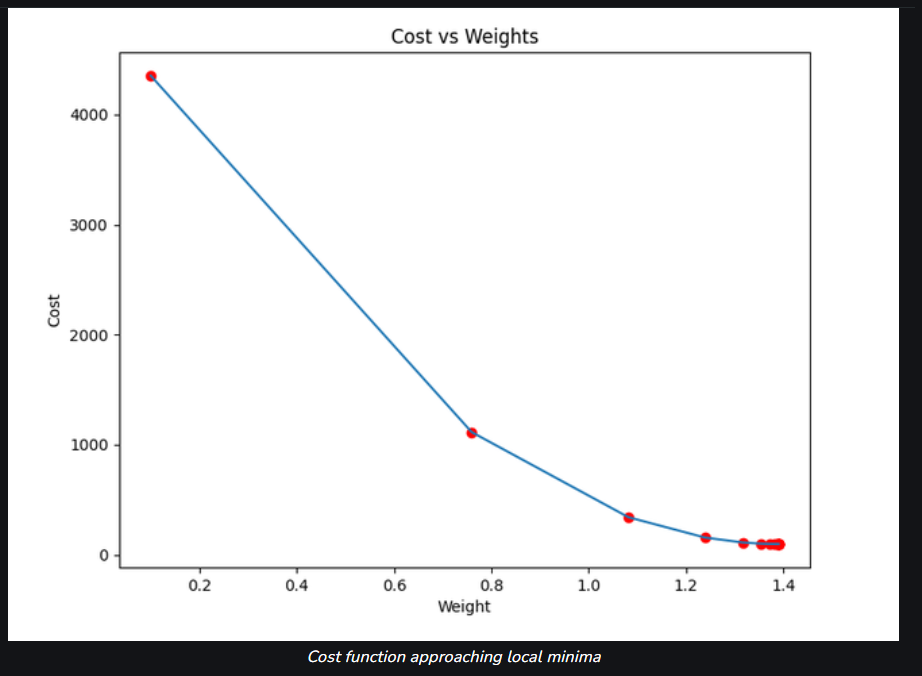 Cost vs Weights
4000
3000
2000
1000
0
Cost
0.2 0.4 0.6 0.8 1.0 1.2 1.4
Weight
Cost function approaching local minima